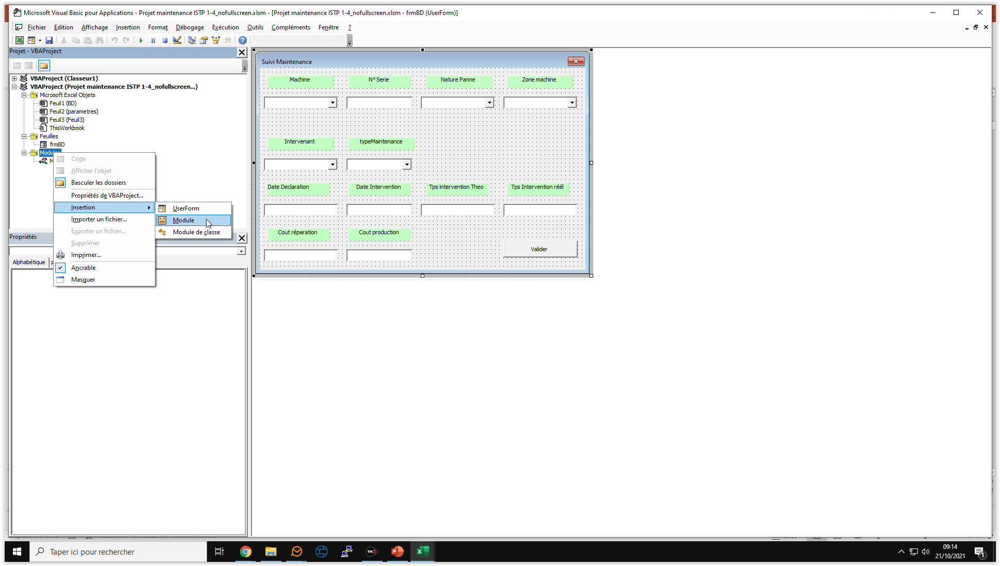 Microsoft Visual Basic pour Applications - Projet maintenance ISTP 1-4_nofullscreen.xlsm - [Projet maintenance ISTP 1-4_nofullscreen.xlsm - frmBD (UserForm)]
Fichier Edition Affichage Insertion Format Débogage Exécution Outils Compléments Fenêtre ?
Projet - VBAProject
VBAProject (Classeur1)
VBAProject (Projet maintenance ISTP 1-4_nofullscreen...)
Microsoft Excel Objets
Feuil1 (BD)
Feuil2 (parametres)
Feuil3 (Feuil3)
ThisWorkbook
Feuilles
frmBD
Code
Afficher l'objet
Basculer les dossiers
Propriétés de VBAProject...
Insertion
Importer un fichier...
Exporter un fichier...
Supprimer
Imprimer...
Ancrable
Masquer
UserForm
Module
Module de classe
Propriétés
Alphabétique
Suivi Maintenance
Machine N° Serie Nature Panne Zone machine
Intervenant typeMaintenance
Date Declaration Date Intervention Tps intervention Theo Tps Intervention réél
Cout réparation Cout production
Valider
Taper ici pour rechercher
09:14
21/10/2021
1